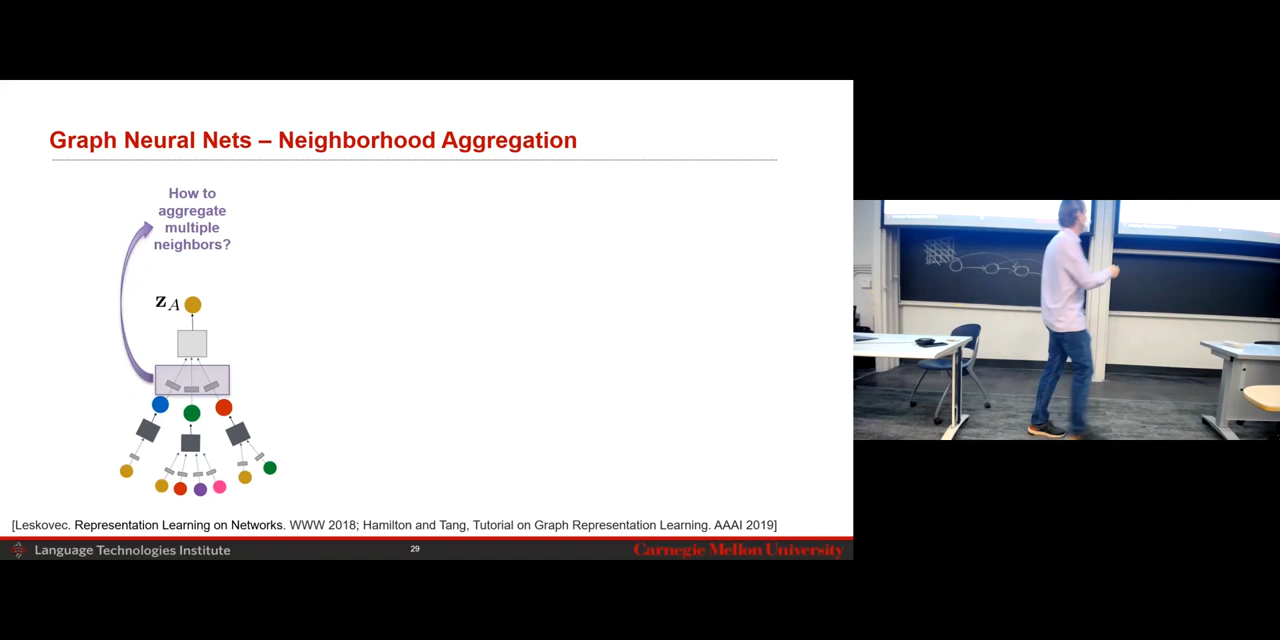 Graph Neural Nets – Neighborhood Aggregation
How to
aggregate
multiple
neighbors?
z_A
[Leskovec. Representation Learning on Networks. WWW 2018; Hamilton and Tang, Tutorial on Graph Representation Learning. AAAI 2019]
Language Technologies Institute
29
Carnegie Mellon University